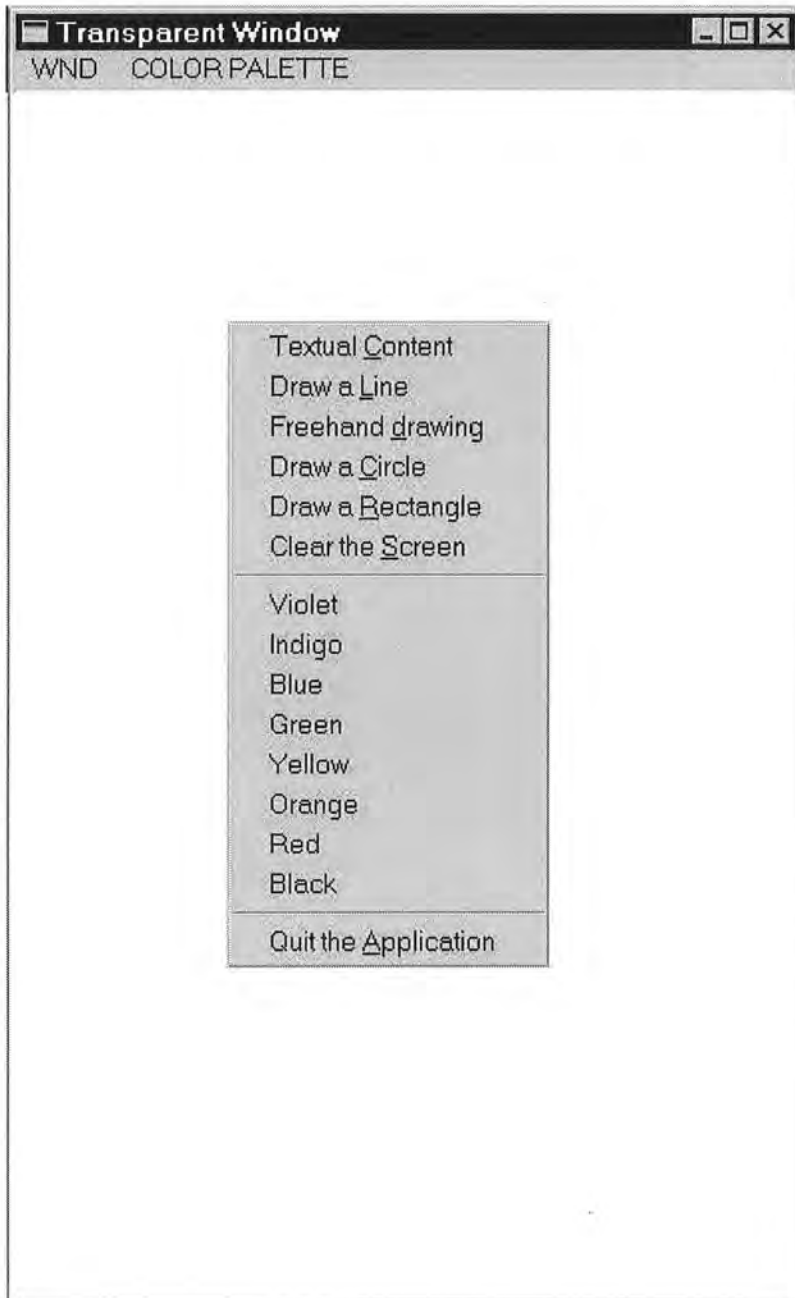 Transparent Window
WND COLOR PALETTE
Textual Content
Draw a Line
Freehand drawing
Draw a Circle
Draw a Rectangle
Clear the Screen
Violet
Indigo
Blue
Green
Yellow
Orange
Red
Black
Quit the Application